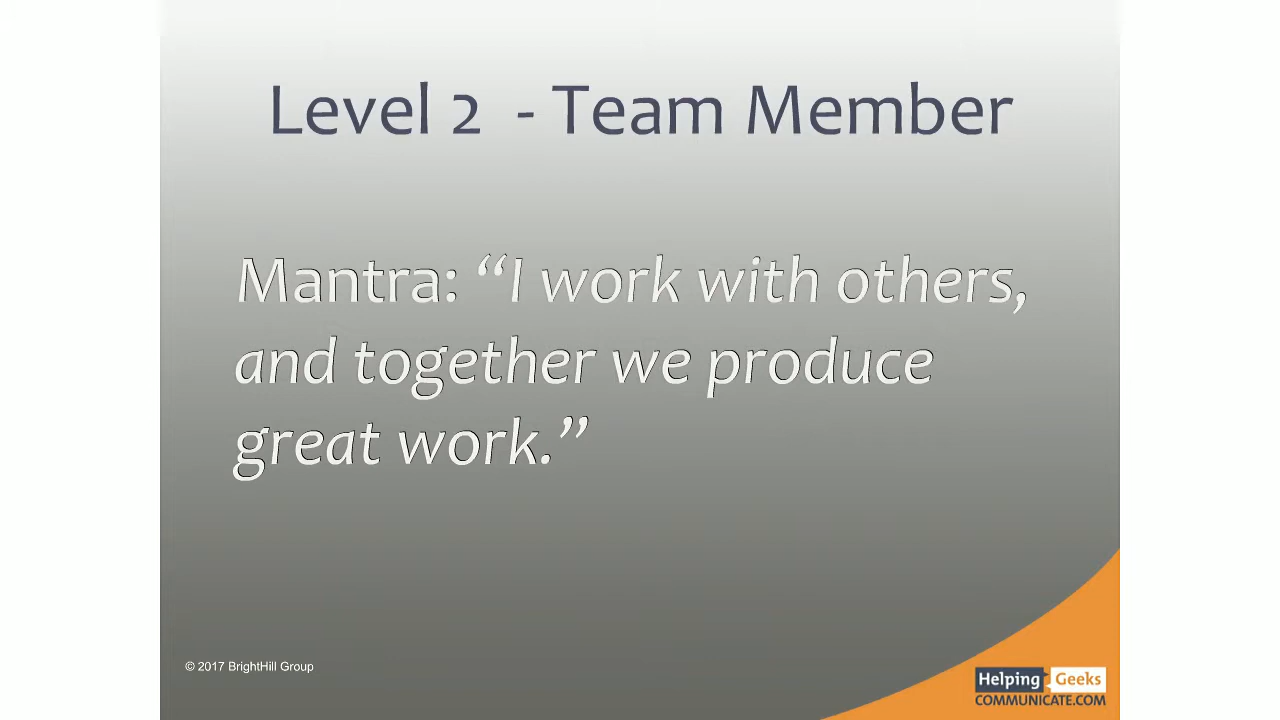 Level 2 - Team Member
Mantra: “I work with others,
and together we produce
great work.”
© 2017 BrightHill Group
Helping Geeks
COMMUNICATE.COM